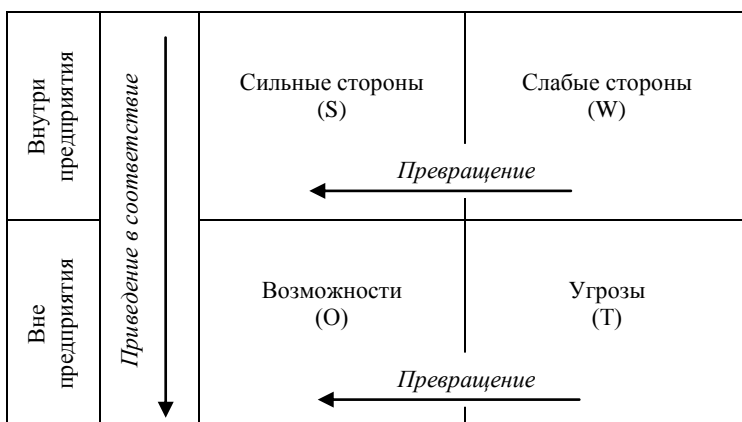 Внутри
предприятия
Приведение в соответствие
Сильные стороны
(S)
Слабые стороны
(W)
Превращение
Вне
предприятия
Возможности
(O)
Угрозы
(T)
Превращение